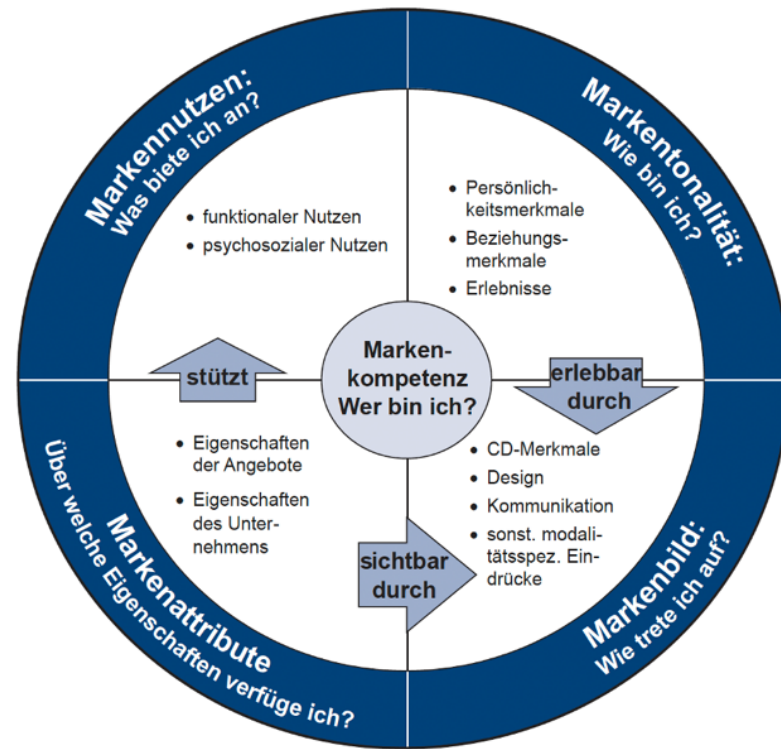 Markennutzen:
Was biete ich an?
• funktionaler Nutzen
• psychosozialer Nutzen
Markentonalität:
Wie bin ich?
• Persönlich-
keitsmerkmale
• Beziehungs-
merkmale
• Erlebnisse
Marken-
kompetenz
Wer bin ich?
stützt
erlebbar
durch
• Eigenschaften
der Angebote
• Eigenschaften
des Unter-
nehmens
Markenattribute
Über welche Eigenschaften verfüge ich?
sichtbar
durch
• CD-Merkmale
• Design
• Kommunikation
• sonst. modali-
tätsspez. Ein-
drücke
Markenbild:
Wie trete ich auf?